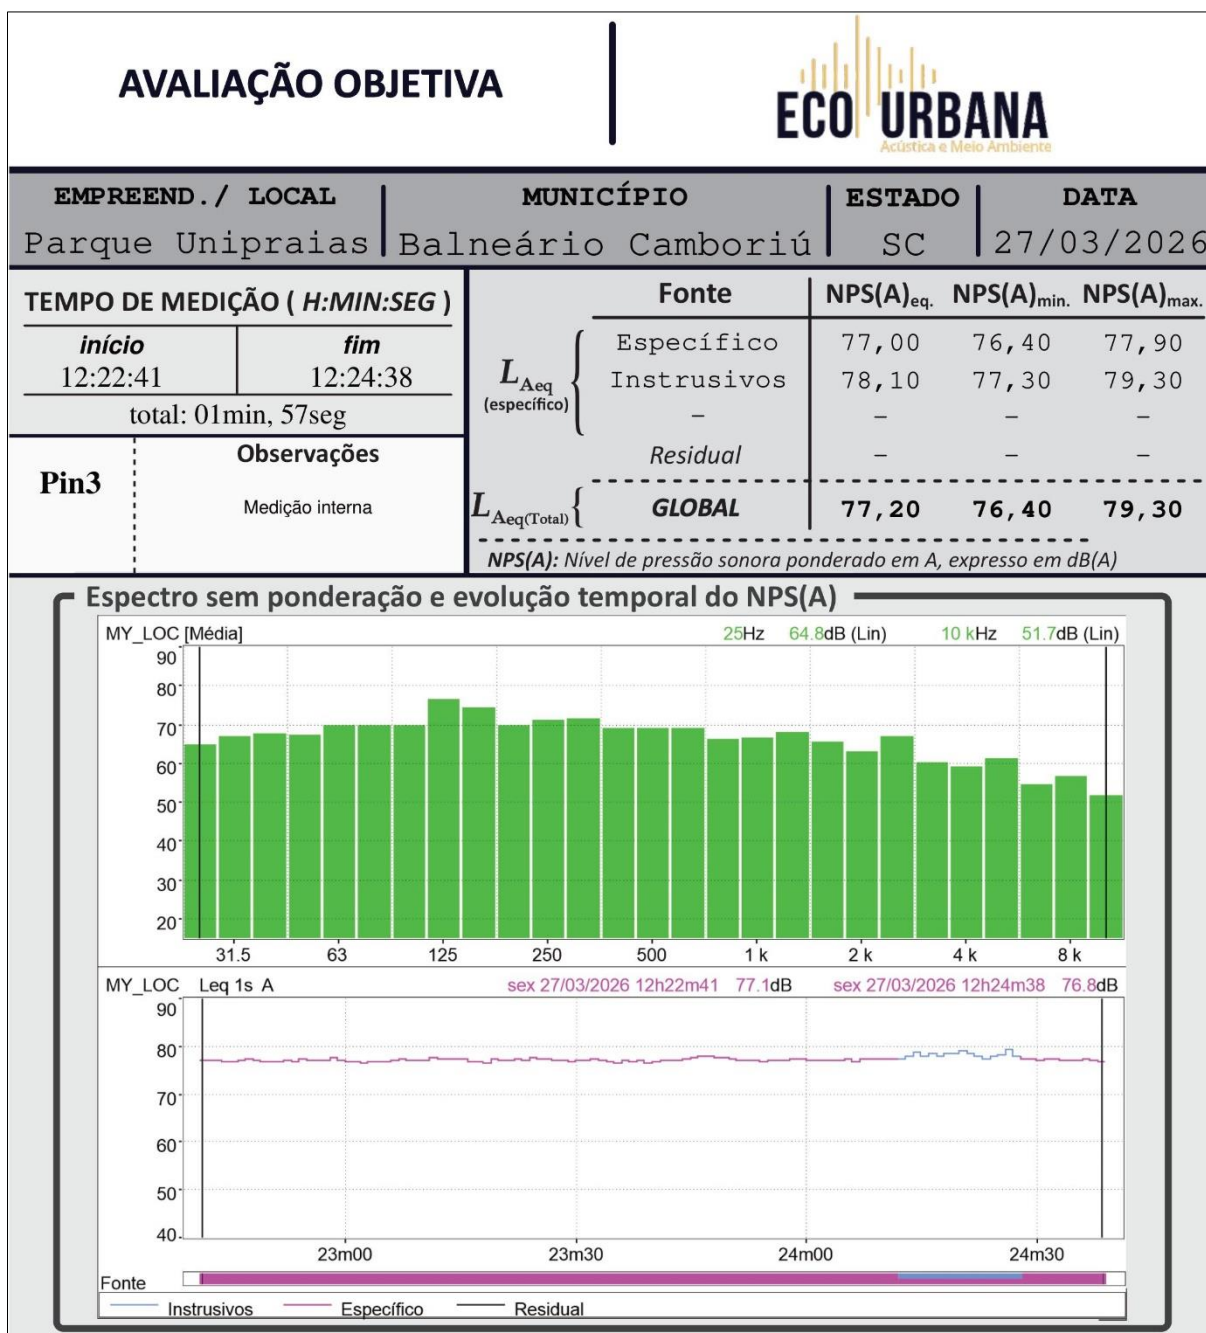 AVALIAÇÃO OBJETIVA
ECO URBANA
Acústica e Meio Ambiente
EMPREEND./ LOCAL MUNICÍPIO ESTADO DATA
Parque Unipraias Balneário Camboriú SC 27/03/2026
TEMPO DE MEDIÇÃO ( H:MIN:SEG )
início fim
12:22:41 12:24:38
total: 01min, 57seg
Pin3
Observações
Medição interna
Fonte NPS(A)eq. NPS(A)min. NPS(A)max.
LAeq (específico)
Específico 77,00 76,40 77,90
Instrusivos 78,10 77,30 79,30
– – – –
Residual – – –
LAeq(Total) GLOBAL 77,20 76,40 79,30
NPS(A): Nível de pressão sonora ponderado em A, expresso em dB(A)
Espectro sem ponderação e evolução temporal do NPS(A)
MY_LOC [Média] 25Hz 64.8dB (Lin) 10 kHz 51.7dB (Lin)
90
80
70
60
50
40
30
20
31.5 63 125 250 500 1 k 2 k 4 k 8 k
MY_LOC Leq 1s A sex 27/03/2026 12h22m41 77.1dB sex 27/03/2026 12h24m38 76.8dB
90
80
70
60
50
40
23m00 23m30 24m00 24m30
Fonte
Instrusivos Específico Residual